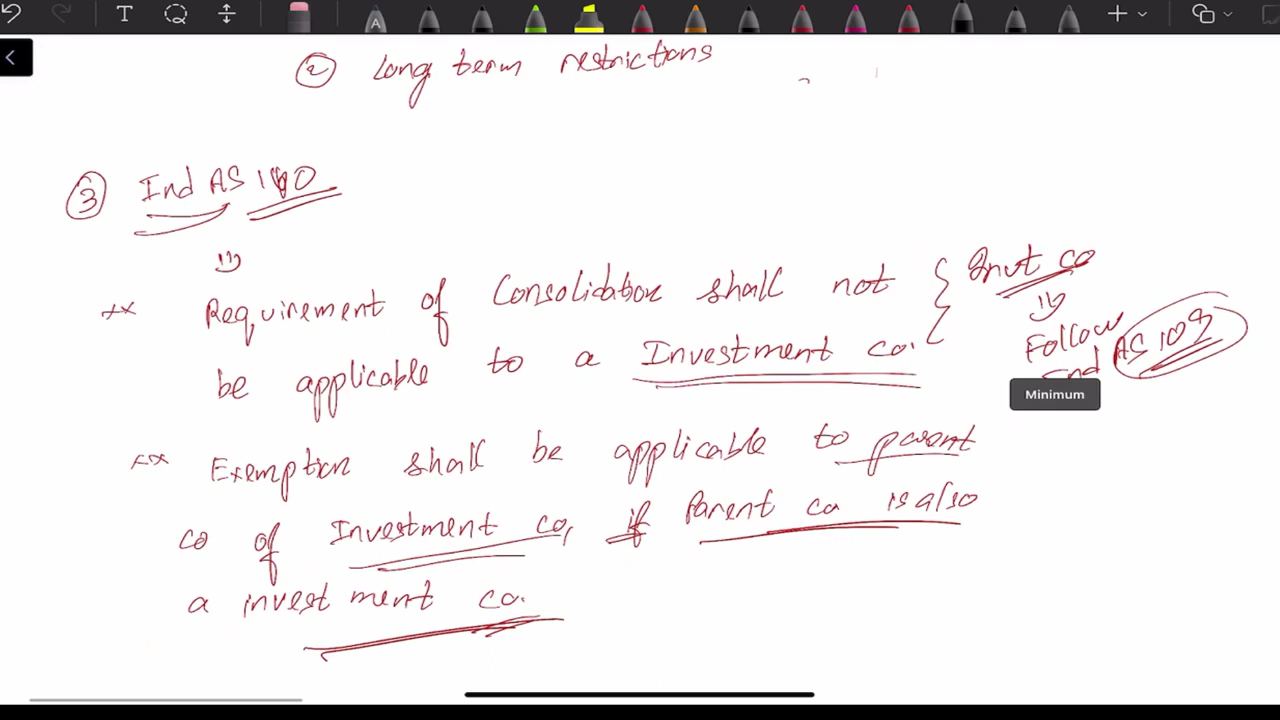 T
A
② Long term restrictions
③ Ind AS 110
** Requirement of Consolidation shall not
be applicable to a Investment co.
Invt co
Follow
Ind AS 109
Minimum
** Exemption shall be applicable to parent
co of Investment co, if Parent co is also
a investment co.